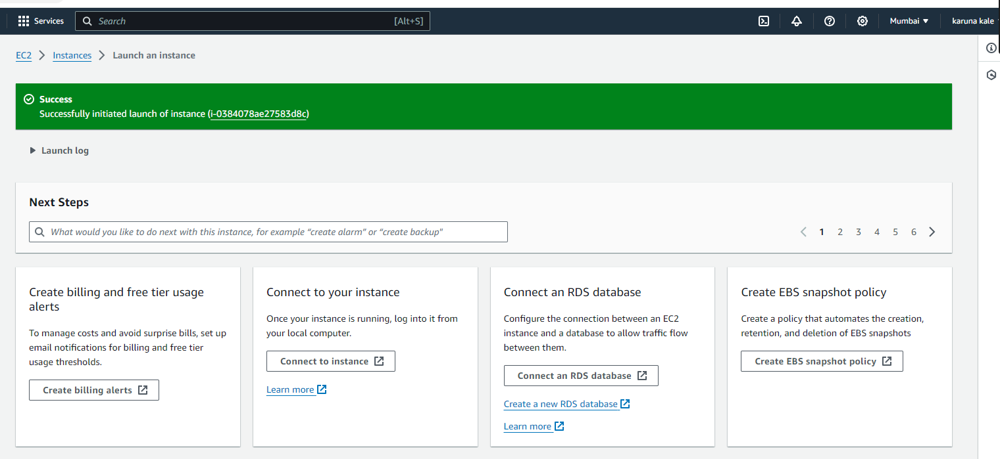 Services
Search [Alt+S]
Mumbai
karuna kale
EC2 Instances Launch an instance
Success
Successfully initiated launch of instance (i-0384078ae27583d8c)
Launch log
Next Steps
What would you like to do next with this instance, for example “create alarm” or “create backup"
1 2 3 4 5 6
Create billing and free tier usage
alerts
To manage costs and avoid surprise bills, set up
email notifications for billing and free tier
usage thresholds.
Create billing alerts
Connect to your instance
Once your instance is running, log into it from
your local computer.
Connect to instance
Learn more
Connect an RDS database
Configure the connection between an EC2
instance and a database to allow traffic flow
between them.
Connect an RDS database
Create a new RDS database
Learn more
Create EBS snapshot policy
Create a policy that automates the creation,
retention, and deletion of EBS snapshots
Create EBS snapshot policy